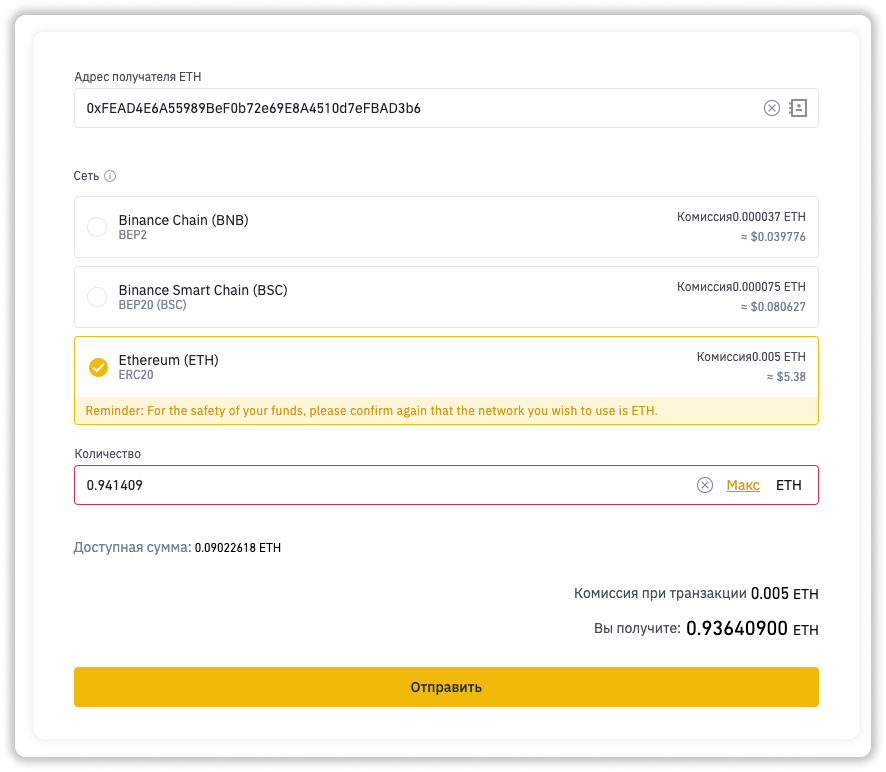 Адрес получателя ETH
0xFEAD4E6A55989BeF0b72e69E8A4510d7eFBAD3b6
Сеть
Binance Chain (BNB)
BEP2
Комиссия0.000037 ETH
≈ $0.039776
Binance Smart Chain (BSC)
BEP20 (BSC)
Комиссия0.000075 ETH
≈ $0.080627
Ethereum (ETH)
ERC20
Комиссия0.005 ETH
≈ $5.38
Reminder: For the safety of your funds, please confirm again that the network you wish to use is ETH.
Количество
0.941409 Макс ETH
Доступная сумма: 0.09022618 ETH
Комиссия при транзакции 0.005 ETH
Вы получите: 0.93640900 ETH
Отправить